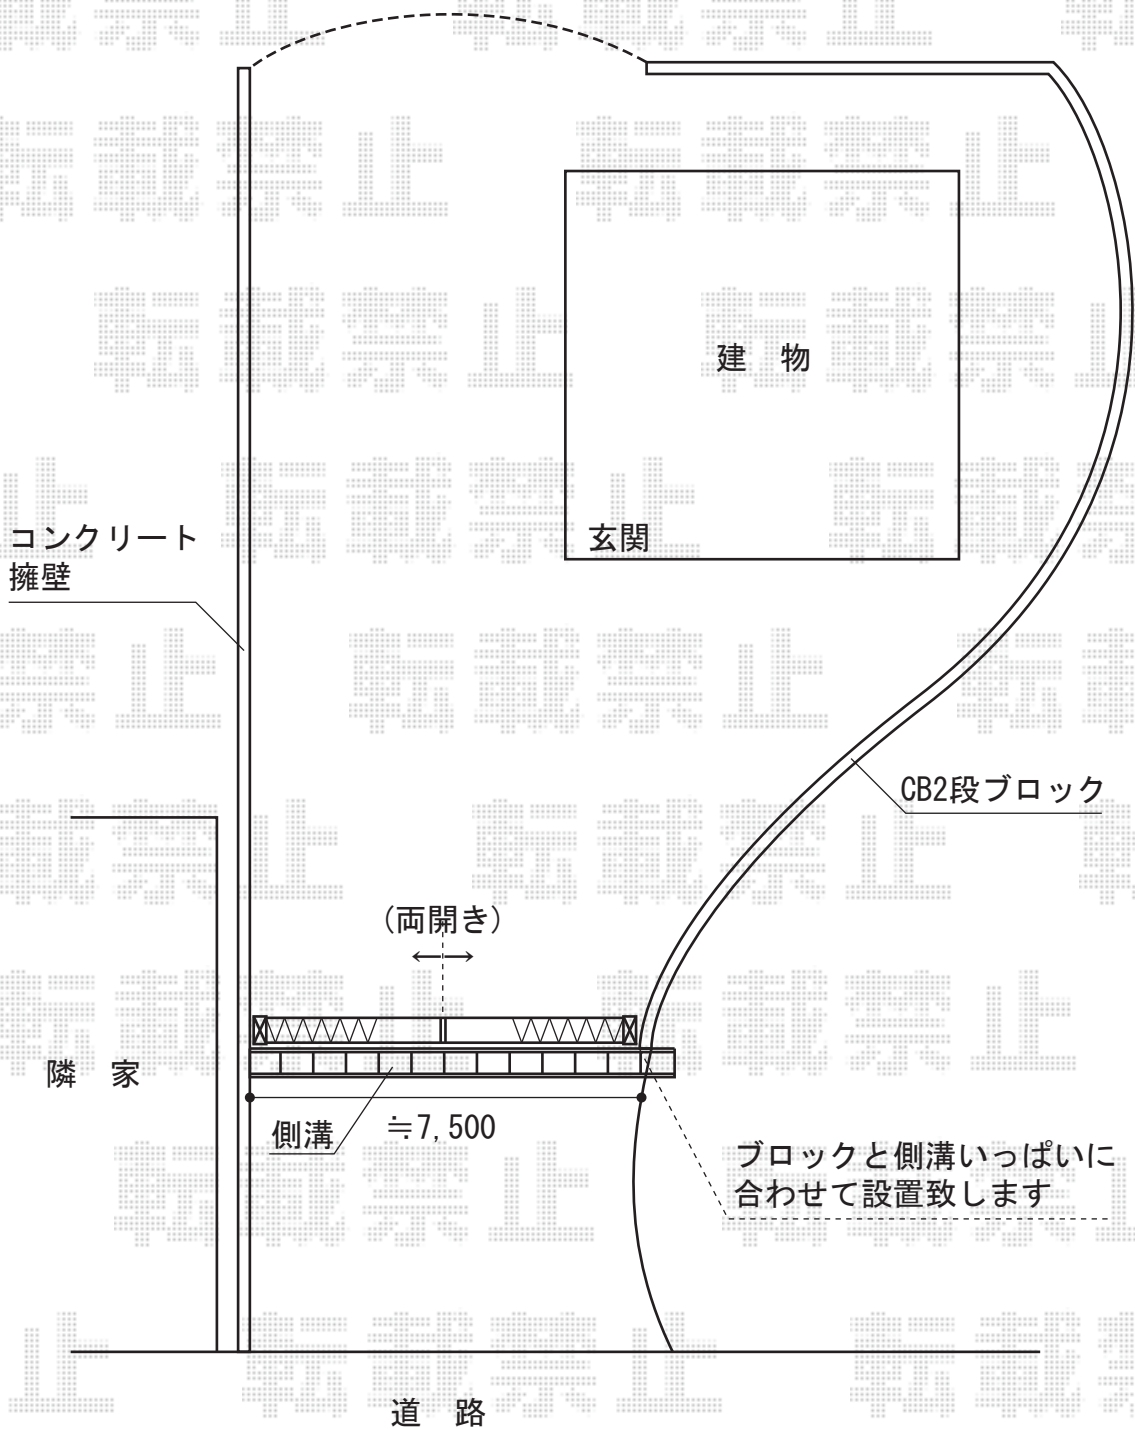 転載禁止
建 物
玄関
コンクリート
擁壁
CB2段ブロック
(両開き)
隣 家
側溝
≒7,500
ブロックと側溝いっぱいに
合わせて設置致します
道 路